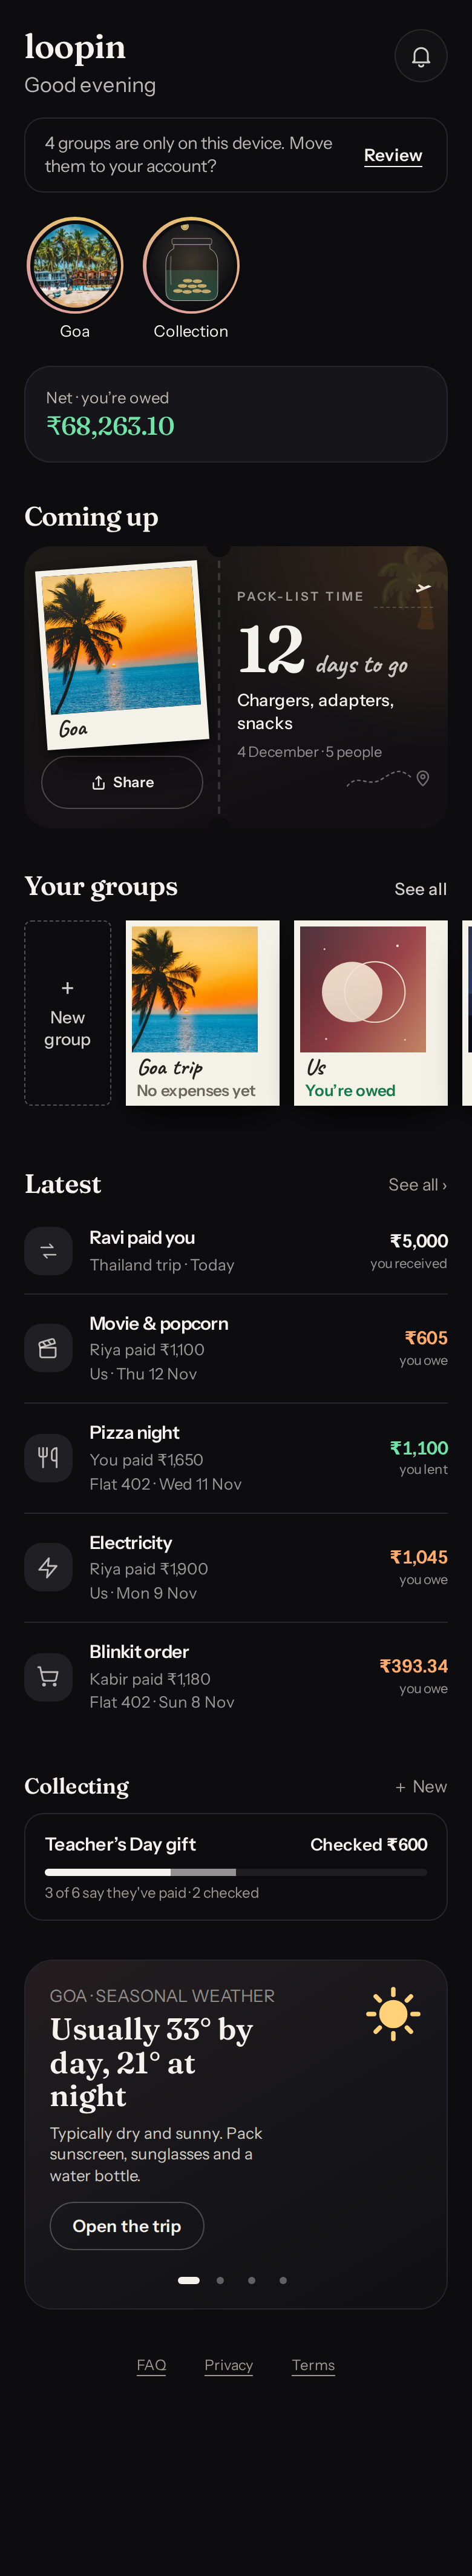 loopin
Good evening
4 groups are only on this device. Move
them to your account?
Review
Goa
Collection
Net · you're owed
₹68,263.10
Coming up
Goa
Share
PACK-LIST TIME
12 days to go
Chargers, adapters,
snacks
4 December · 5 people
Your groups
See all
+
New
group
Goa trip
No expenses yet
Us
You're owed
Latest
See all ›
Ravi paid you
Thailand trip · Today
₹5,000
you received
Movie & popcorn
Riya paid ₹1,100
Us · Thu 12 Nov
₹605
you owe
Pizza night
You paid ₹1,650
Flat 402 · Wed 11 Nov
₹1,100
you lent
Electricity
Riya paid ₹1,900
Us · Mon 9 Nov
₹1,045
you owe
Blinkit order
Kabir paid ₹1,180
Flat 402 · Sun 8 Nov
₹393.34
you owe
Collecting
+ New
Teacher's Day gift
Checked ₹600
3 of 6 say they've paid · 2 checked
GOA · SEASONAL WEATHER
Usually 33° by
day, 21° at
night
Typically dry and sunny. Pack
sunscreen, sunglasses and a
water bottle.
Open the trip
FAQ
Privacy
Terms